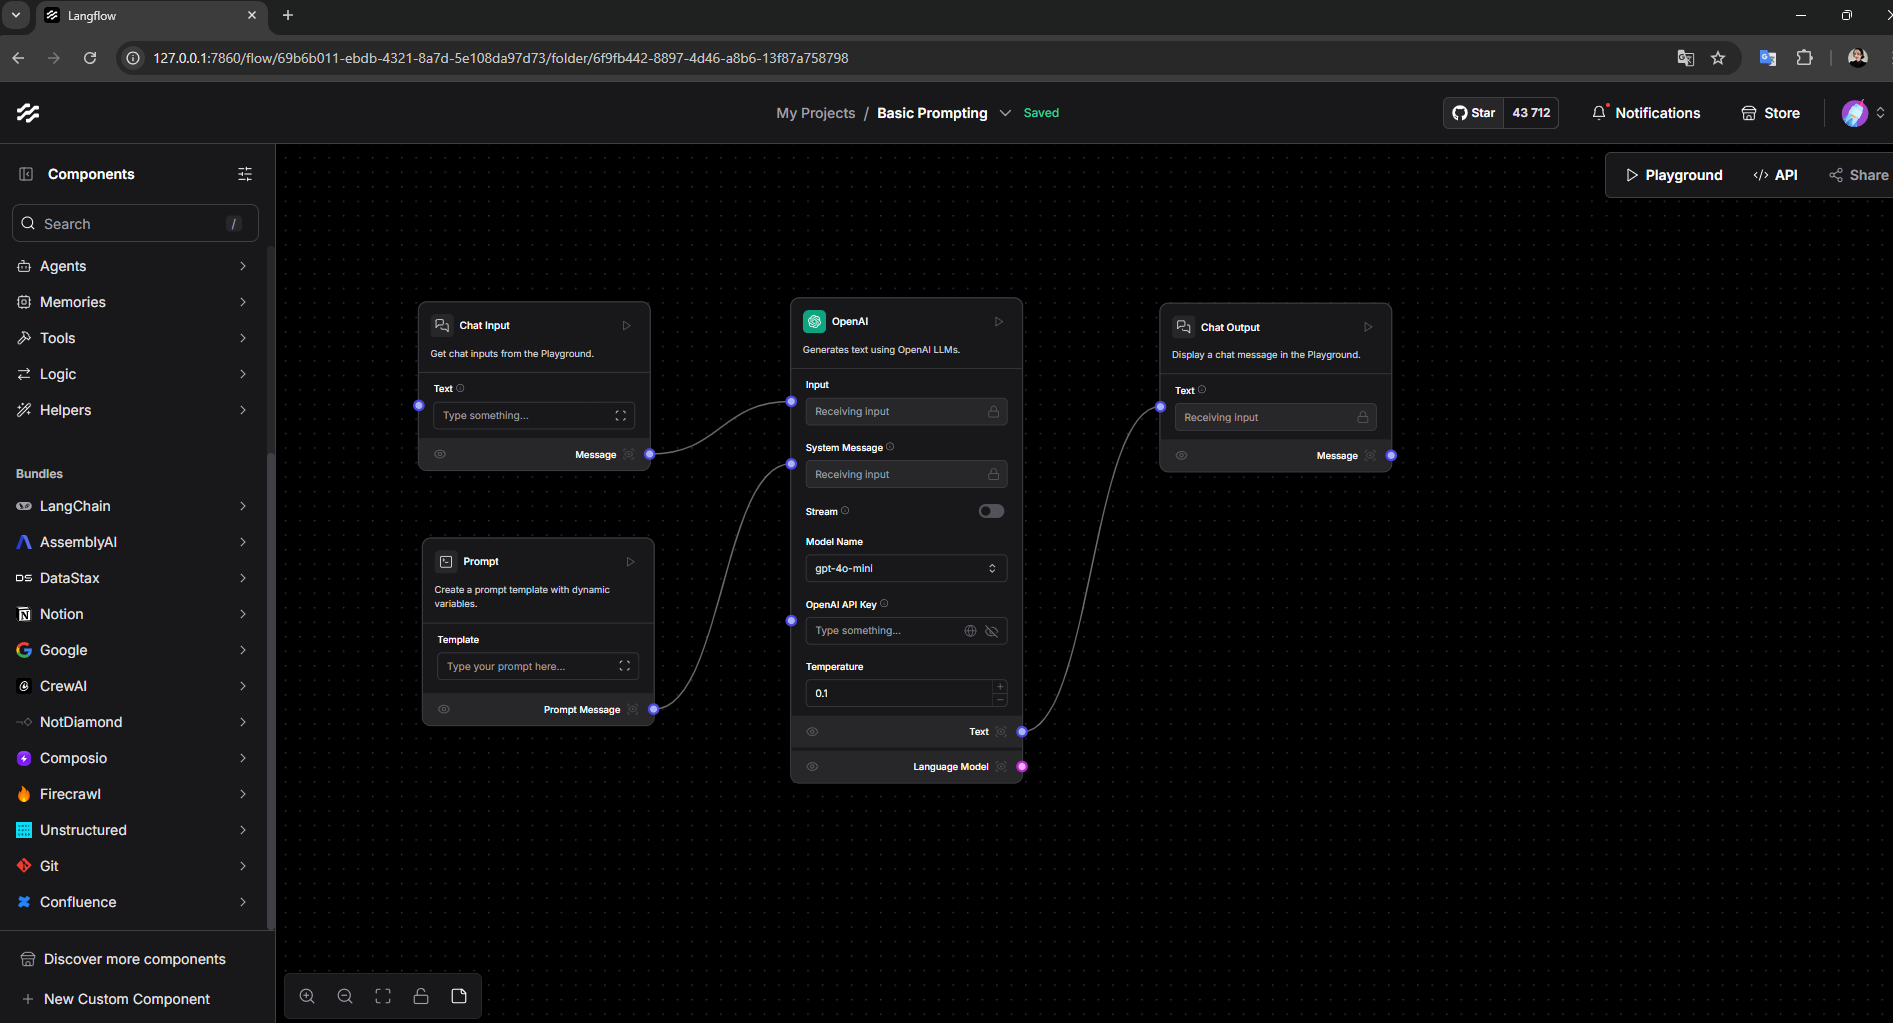 Langflow
127.0.0.1:7860/flow/69b6b011-ebdb-4321-8a7d-5e108da97d73/folder/6f9fb442-8897-4d46-a8b6-13f87a758798
My Projects / Basic Prompting Saved
Star 43 712
Notifications
Store
Components
Search /
Agents
Memories
Tools
Logic
Helpers
Bundles
LangChain
AssemblyAI
DS DataStax
Notion
Google
CrewAI
NotDiamond
Composio
Firecrawl
Unstructured
Git
Confluence
Discover more components
+ New Custom Component
Playground
</> API
Share
Chat Input
Get chat inputs from the Playground.
Text
Type something...
Message
Prompt
Create a prompt template with dynamic
variables.
Template
Type your prompt here...
Prompt Message
OpenAI
Generates text using OpenAI LLMs.
Input
Receiving input
System Message
Receiving input
Stream
Model Name
gpt-4o-mini
OpenAI API Key
Type something...
Temperature
0.1
Text
Language Model
Chat Output
Display a chat message in the Playground.
Text
Receiving input
Message